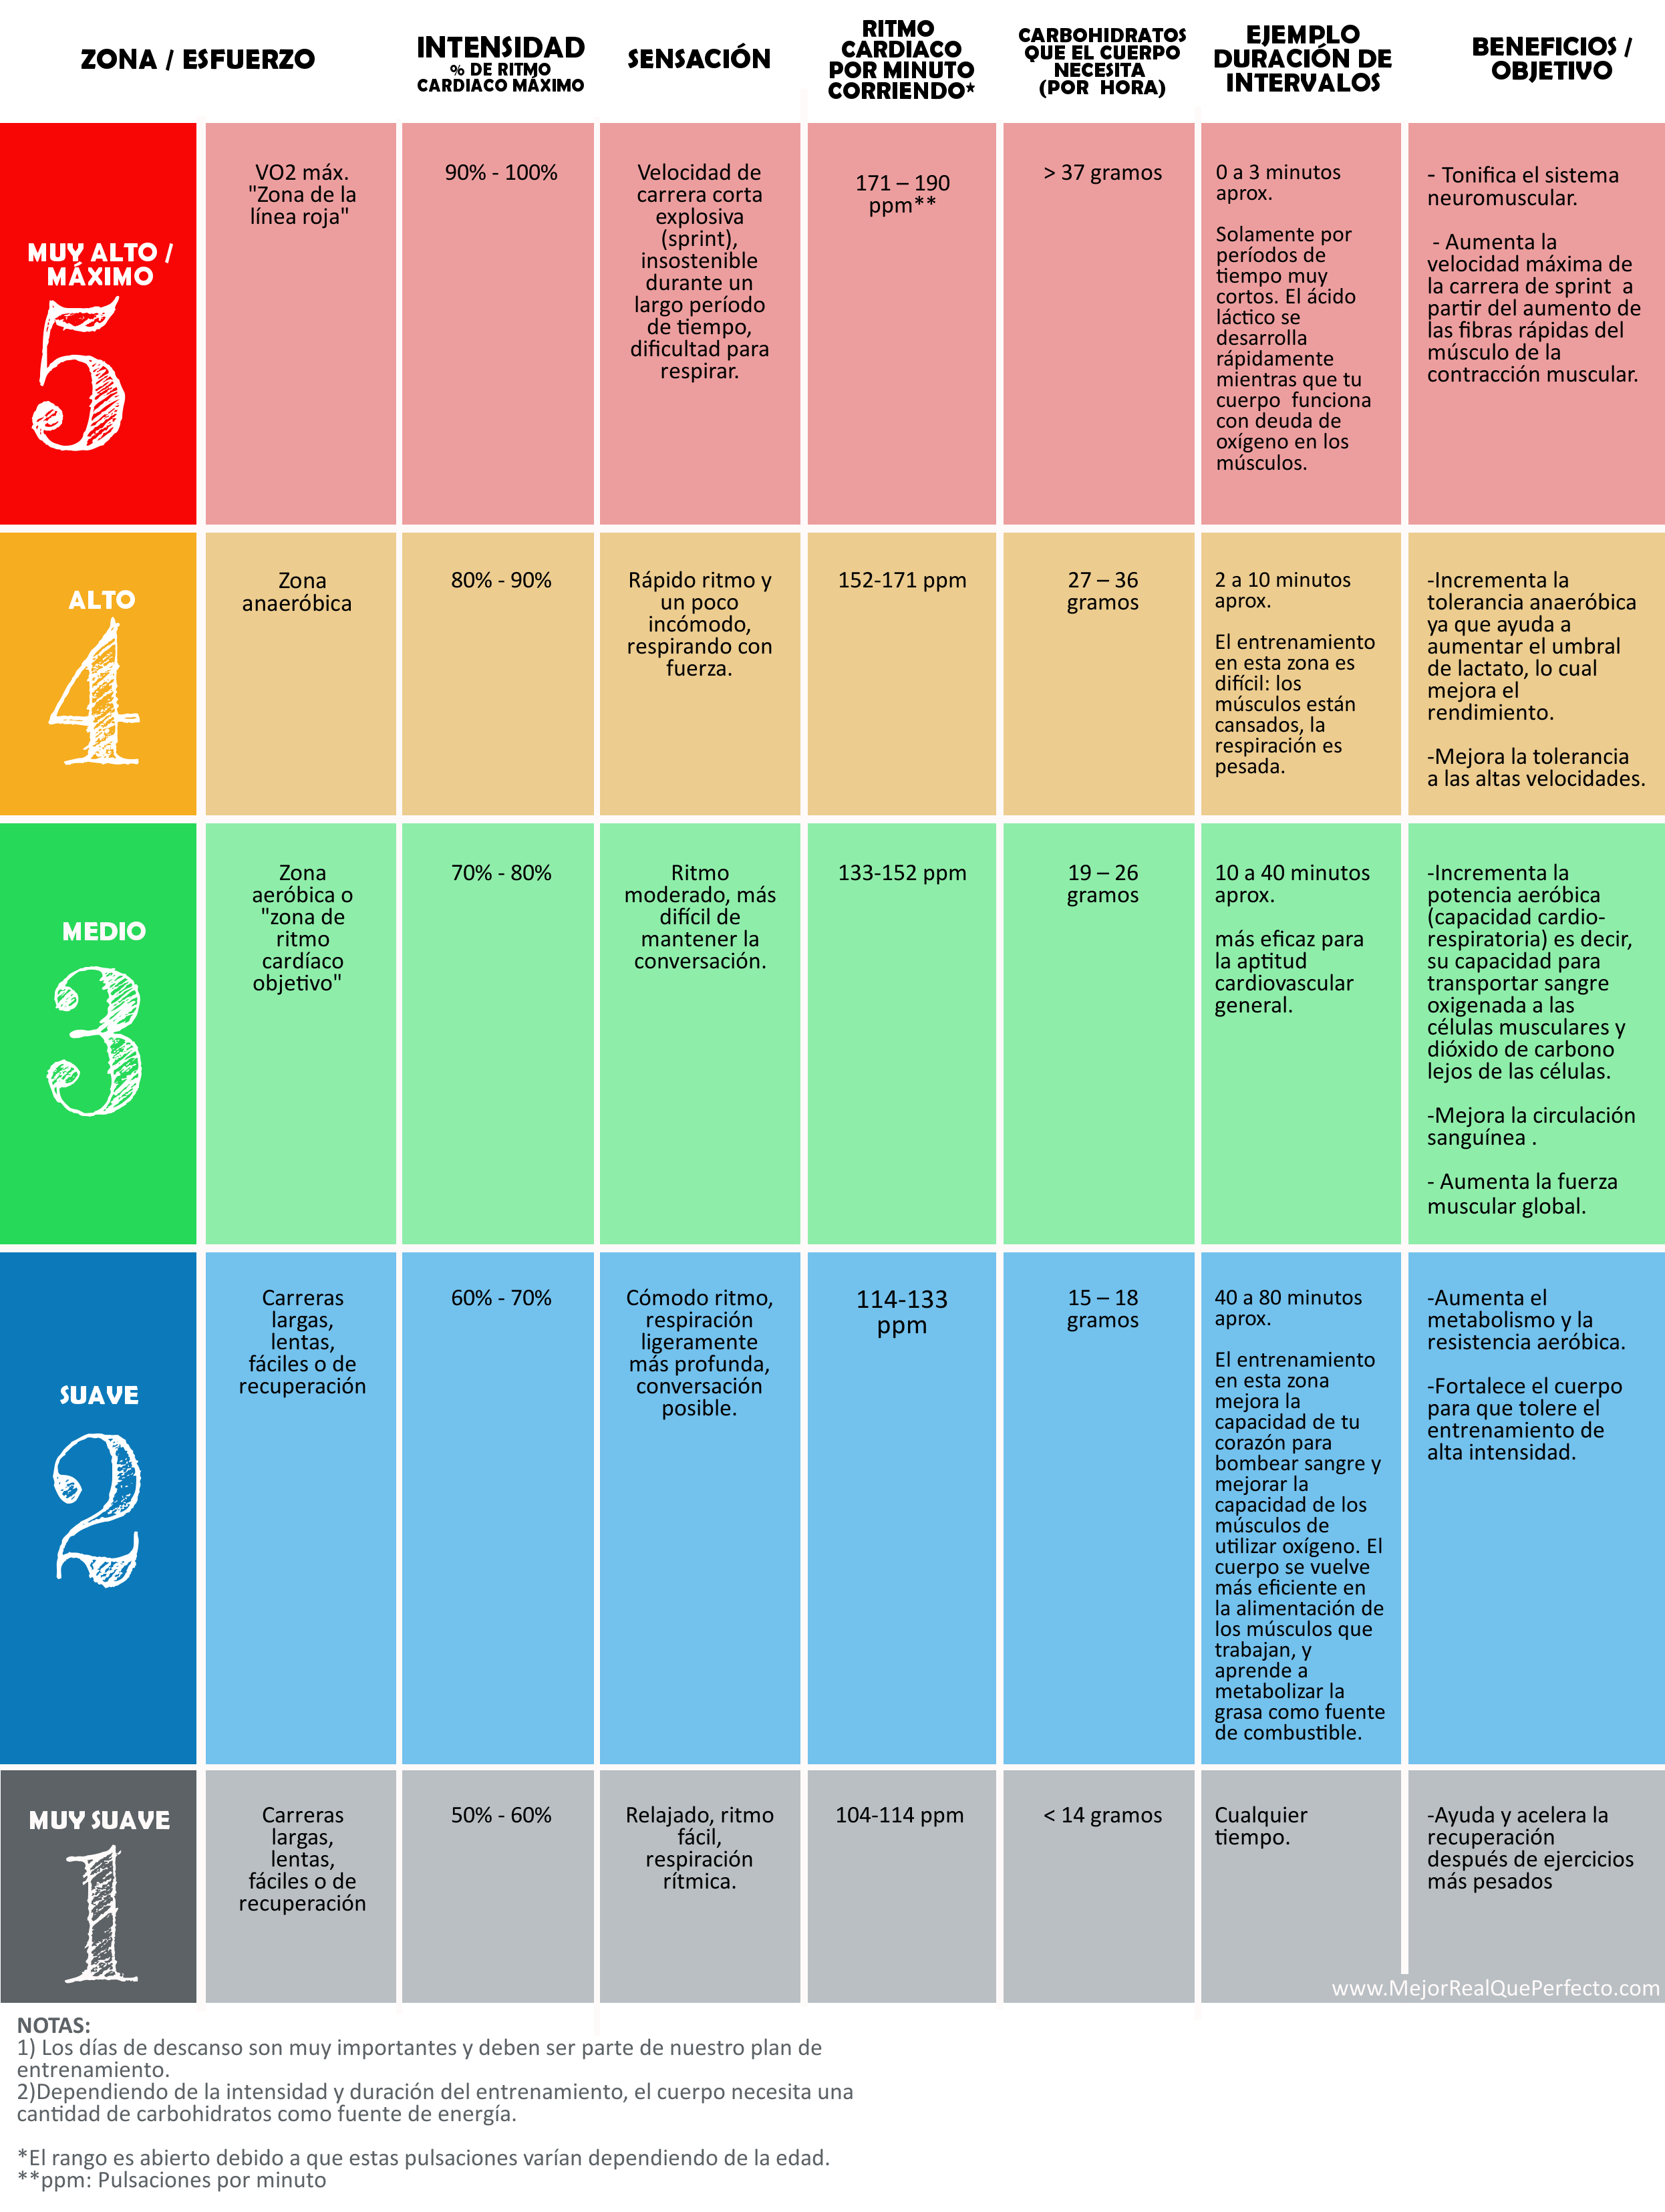 ZONA / ESFUERZO
INTENSIDAD
% DE RITMO
CARDIACO MÁXIMO
SENSACIÓN
RITMO
CARDIACO
POR MINUTO
CORRIENDO*
CARBOHIDRATOS
QUE EL CUERPO
NECESITA
(POR HORA)
EJEMPLO
DURACIÓN DE
INTERVALOS
BENEFICIOS /
OBJETIVO
MUY ALTO /
MÁXIMO
5
VO2 máx.
"Zona de la
línea roja"
90% - 100%
Velocidad de
carrera corta
explosiva
(sprint),
insostenible
durante un
largo período
de tiempo,
dificultad para
respirar.
171 – 190
ppm**
> 37 gramos
0 a 3 minutos
aprox.
Solamente por
períodos de
tiempo muy
cortos. El ácido
láctico se
desarrolla
rápidamente
mientras que tu
cuerpo funciona
con deuda de
oxígeno en los
músculos.
- Tonifica el sistema
neuromuscular.
- Aumenta la
velocidad máxima de
la carrera de sprint a
partir del aumento de
las fibras rápidas del
músculo de la
contracción muscular.
ALTO
4
Zona
anaeróbica
80% - 90%
Rápido ritmo y
un poco
incómodo,
respirando con
fuerza.
152-171 ppm
27 – 36
gramos
2 a 10 minutos
aprox.
El entrenamiento
en esta zona es
difícil: los
músculos están
cansados, la
respiración es
pesada.
-Incrementa la
tolerancia anaeróbica
ya que ayuda a
aumentar el umbral
de lactato, lo cual
mejora el
rendimiento.
-Mejora la tolerancia
a las altas velocidades.
MEDIO
3
Zona
aeróbica o
"zona de
ritmo
cardíaco
objetivo"
70% - 80%
Ritmo
moderado, más
difícil de
mantener la
conversación.
133-152 ppm
19 – 26
gramos
10 a 40 minutos
aprox.
más eficaz para
la aptitud
cardiovascular
general.
-Incrementa la
potencia aeróbica
(capacidad cardio-
respiratoria) es decir,
su capacidad para
transportar sangre
oxigenada a las
células musculares y
dióxido de carbono
lejos de las células.
-Mejora la circulación
sanguínea .
- Aumenta la fuerza
muscular global.
SUAVE
2
Carreras
largas,
lentas,
fáciles o de
recuperación
60% - 70%
Cómodo ritmo,
respiración
ligeramente
más profunda,
conversación
posible.
114-133
ppm
15 – 18
gramos
40 a 80 minutos
aprox.
El entrenamiento
en esta zona
mejora la
capacidad de tu
corazón para
bombear sangre y
mejorar la
capacidad de los
músculos de
utilizar oxígeno. El
cuerpo se vuelve
más eficiente en
la alimentación de
los músculos que
trabajan, y
aprende a
metabolizar la
grasa como fuente
de combustible.
-Aumenta el
metabolismo y la
resistencia aeróbica.
-Fortalece el cuerpo
para que tolere el
entrenamiento de
alta intensidad.
MUY SUAVE
1
Carreras
largas,
lentas,
fáciles o de
recuperación
50% - 60%
Relajado, ritmo
fácil,
respiración
rítmica.
104-114 ppm
< 14 gramos
Cualquier
tiempo.
-Ayuda y acelera la
recuperación
después de ejercicios
más pesados
www.MejorRealQuePerfecto.com
NOTAS:
1) Los días de descanso son muy importantes y deben ser parte de nuestro plan de
entrenamiento.
2)Dependiendo de la intensidad y duración del entrenamiento, el cuerpo necesita una
cantidad de carbohidratos como fuente de energía.
*El rango es abierto debido a que estas pulsaciones varían dependiendo de la edad.
**ppm: Pulsaciones por minuto